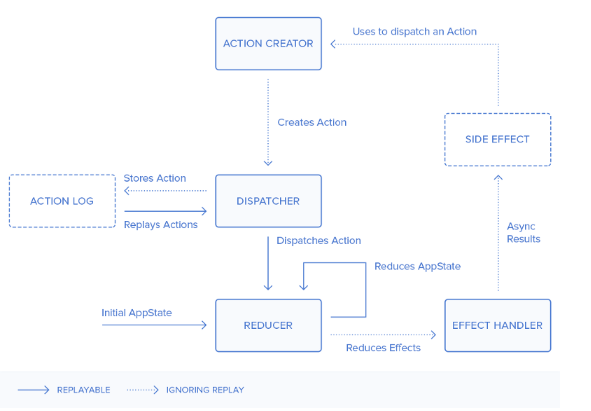 Uses to dispatch an Action
ACTION CREATOR
Creates Action
SIDE EFFECT
Stores Action
ACTION LOG
DISPATCHER
Replays Actions
Async
Results
Dispatches Action
Reduces AppState
Initial AppState
REDUCER
EFFECT HANDLER
Reduces Effects
REPLAYABLE
IGNORING REPLAY